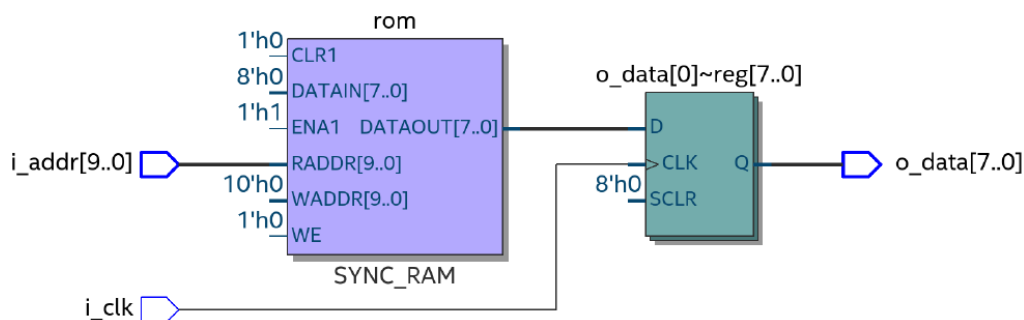 rom
1'h0
CLR1
8'h0
DATAIN[7..0]
1'h1
ENA1 DATAOUT[7..0]
i_addr[9..0]
RADDR[9..0]
10'h0
WADDR[9..0]
1'h0
WE
SYNC_RAM
o_data[0]~reg[7..0]
D
CLK Q
8'h0
SCLR
o_data[7..0]
i_clk